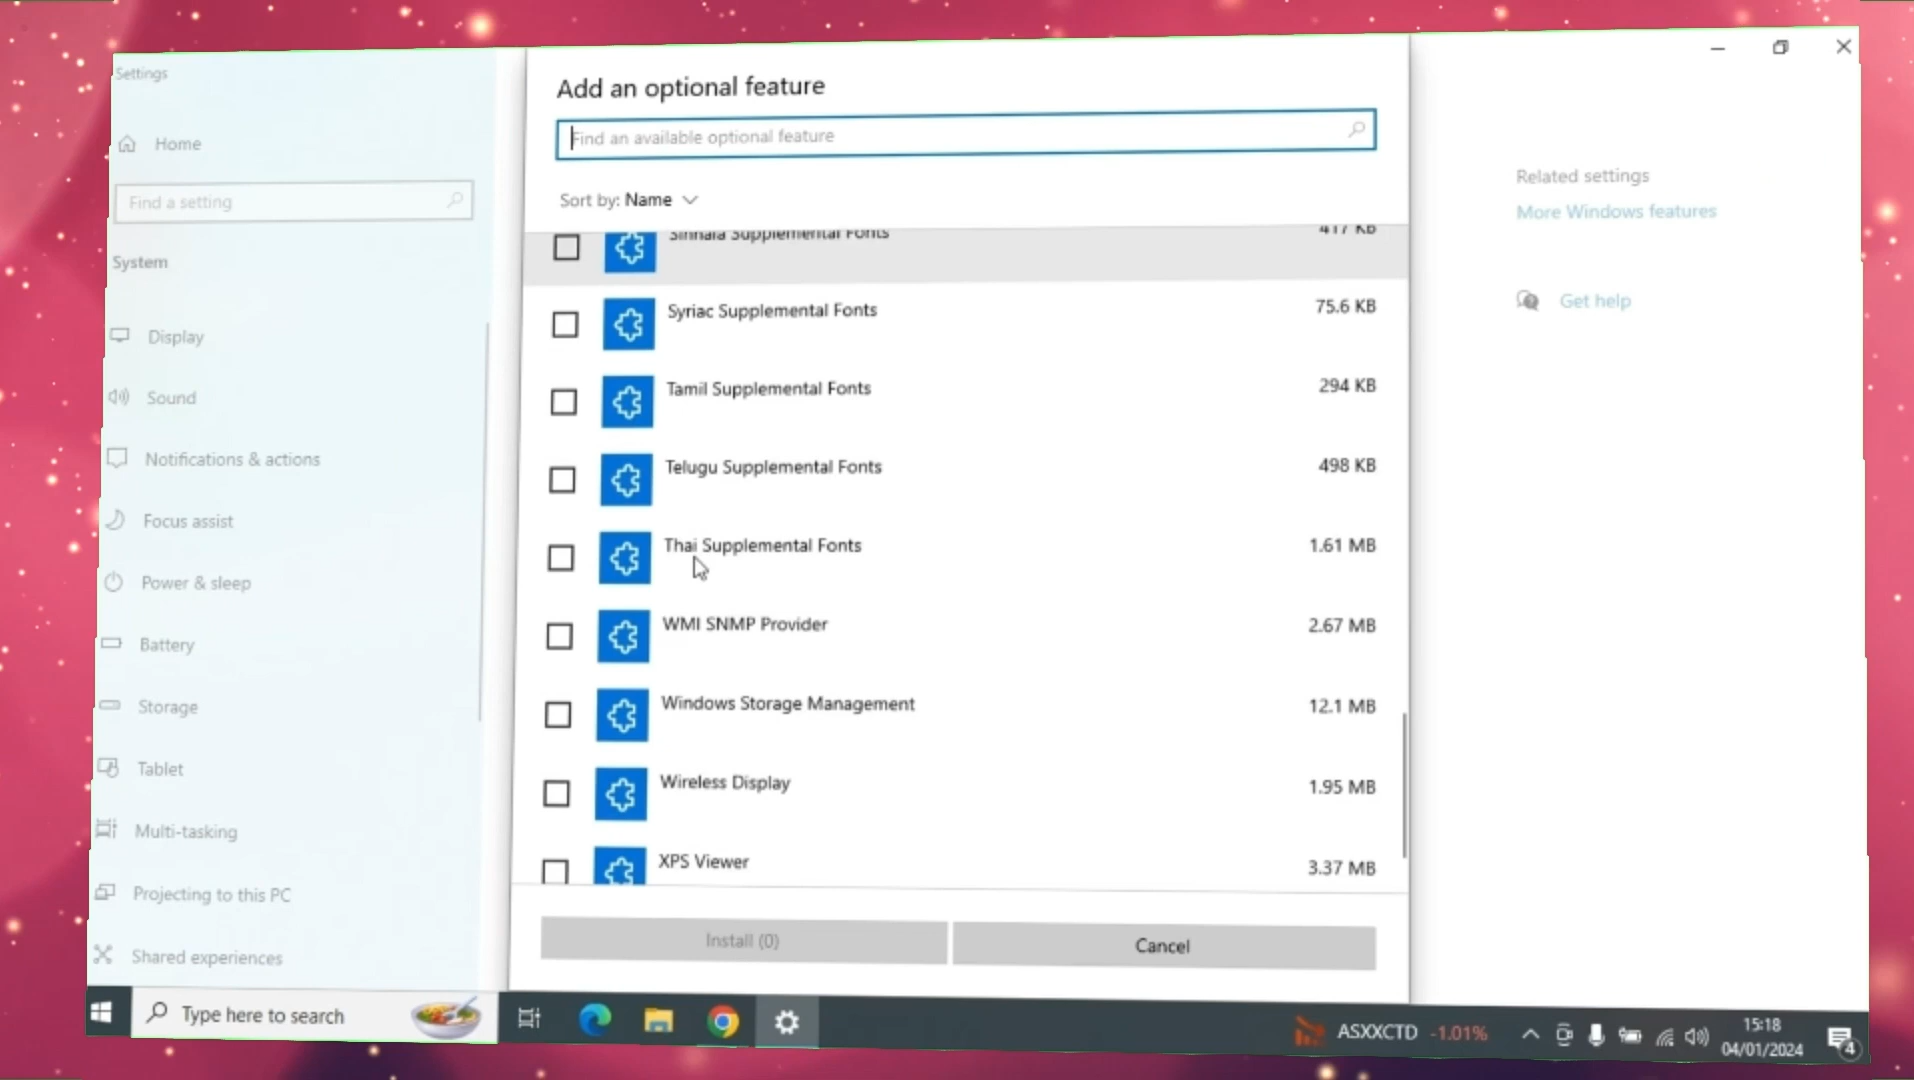 Settings
Home
Find a setting
System
Display
Sound
Notifications & actions
Focus assist
Power & sleep
Battery
Storage
Tablet
Multi-tasking
Projecting to this PC
Shared experiences
Add an optional feature
Find an available optional feature
Sort by: Name
Sinhala Supplemental Fonts 417 KB
Syriac Supplemental Fonts 75.6 KB
Tamil Supplemental Fonts 294 KB
Telugu Supplemental Fonts 498 KB
Thai Supplemental Fonts 1.61 MB
WMI SNMP Provider 2.67 MB
Windows Storage Management 12.1 MB
Wireless Display 1.95 MB
XPS Viewer 3.37 MB
Install (0)
Cancel
Related settings
More Windows features
Get help
Type here to search
ASXXCTD -1.01%
15:18
04/01/2024
4